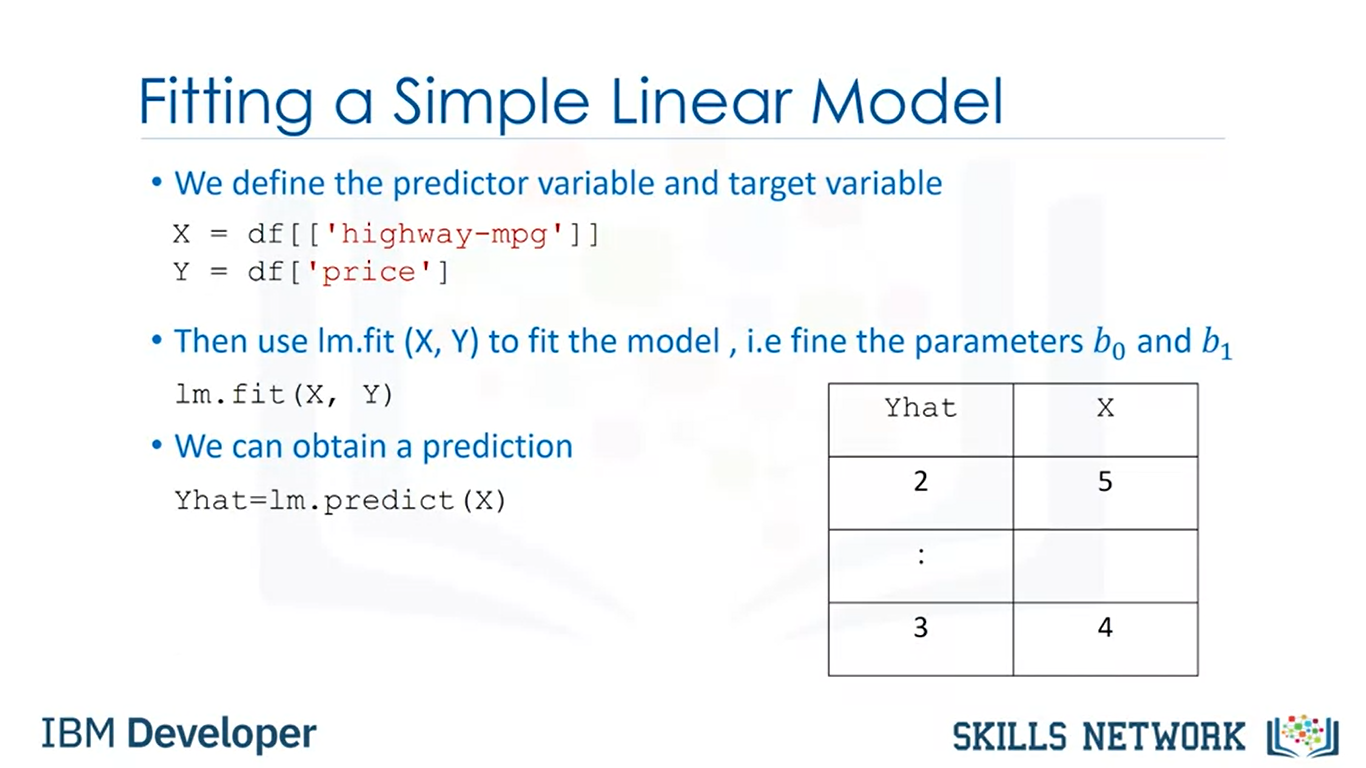 Fitting a Simple Linear Model
• We define the predictor variable and target variable
X = df[['highway-mpg']]
Y = df['price']
• Then use lm.fit (X, Y) to fit the model , i.e fine the parameters b₀ and b₁
lm.fit(X, Y)
• We can obtain a prediction
Yhat=lm.predict(X)
Yhat X
2 5
:
3 4
IBM Developer
SKILLS NETWORK